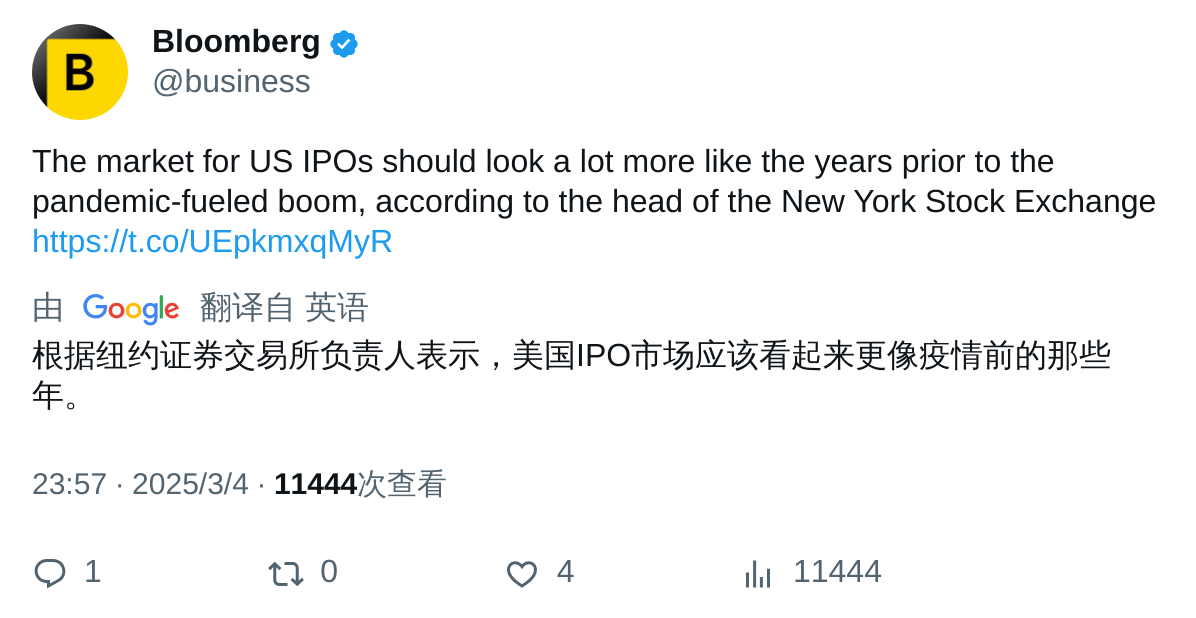 B
Bloomberg
@business
The market for US IPOs should look a lot more like the years prior to the
pandemic-fueled boom, according to the head of the New York Stock Exchange
https://t.co/UEpkmxqMyR
由 Google 翻译自 英语
根据纽约证券交易所负责人表示，美国IPO市场应该看起来更像疫情前的那些
年。
23:57 · 2025/3/4 · 11444次查看
1 0 4 11444